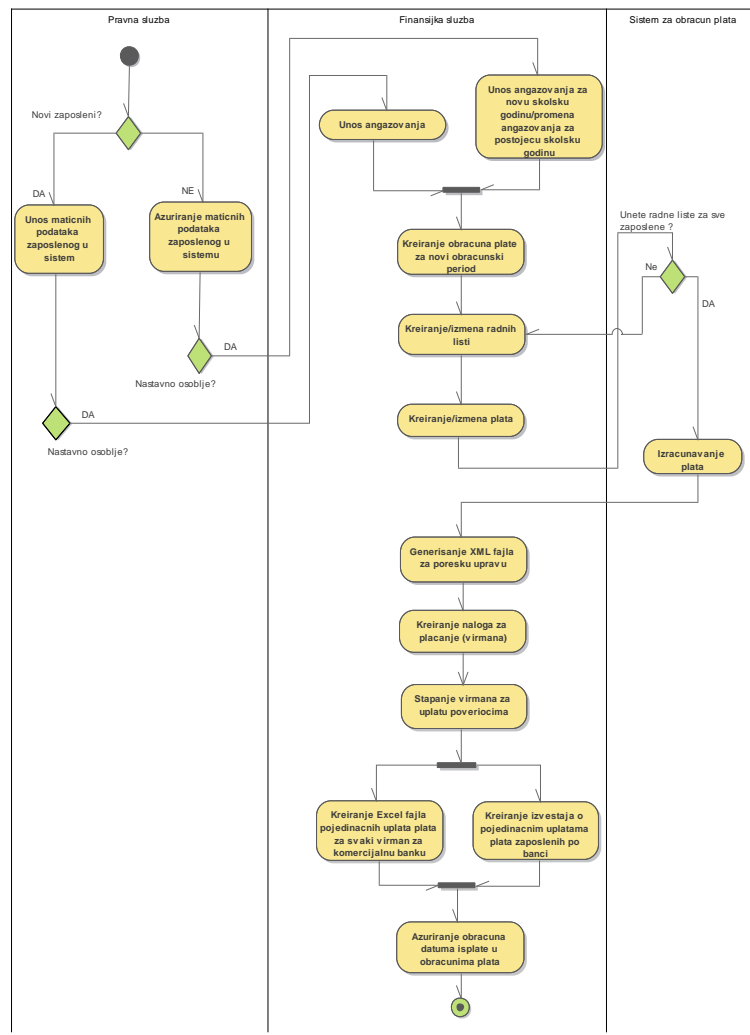 Pravna sluzba
Finansijka sluzba
Sistem za obracun plata
Novi zaposleni?
DA
NE
Unos maticnih
podataka
zaposlenog u
sistem
Azuriranje maticnih
podataka
zaposlenog u
sistemu
DA
Nastavno osoblje?
DA
Nastavno osoblje?
Unos angazovanja
Unos angazovanja za
novu skolsku
godinu/promena
angazovanja za
postojecu skolsku
godinu
Kreiranje obracuna plate
za novi obracunski
period
Kreiranje/izmena radnih
listi
Kreiranje/izmena plata
Unete radne liste za sve
zaposlene ?
Ne
DA
Izracunavanje
plata
Generisanje XML fajla
za poresku upravu
Kreiranje naloga za
placanje (virmana)
Stapanje virmana za
uplatu poveriocima
Kreiranje Excel fajla
pojedinacnih uplata plata
za svaki virman za
komercijalnu banku
Kreiranje izvestaja o
pojedinacnim uplatama
plata zaposlenih po
banci
Azuriranje obracuna
datuma isplate u
obracunima plata